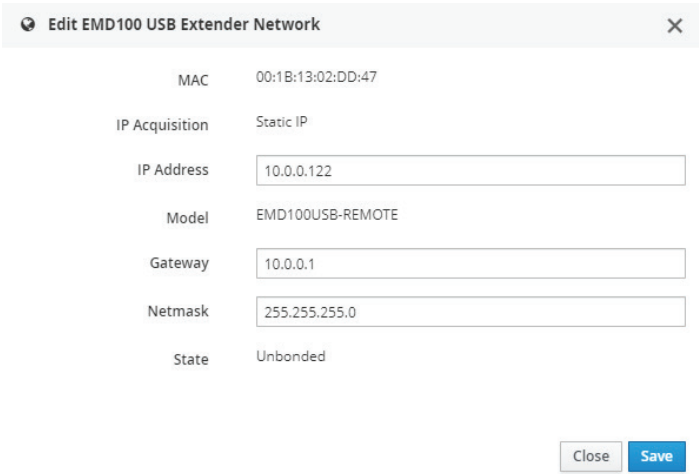 Edit EMD100 USB Extender Network
MAC 00:1B:13:02:DD:47
IP Acquisition Static IP
IP Address 10.0.0.122
Model EMD100USB-REMOTE
Gateway 10.0.0.1
Netmask 255.255.255.0
State Unbonded
Close Save